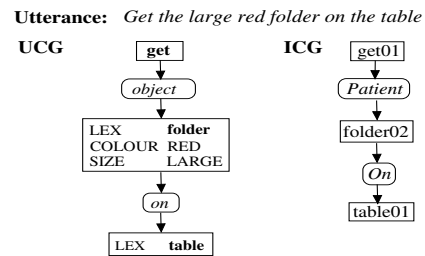 Utterance: Get the large red folder on the table
UCG get ICG get01
object Patient
LEX folder
COLOUR RED
SIZE LARGE
folder02
on On
LEX table
table01